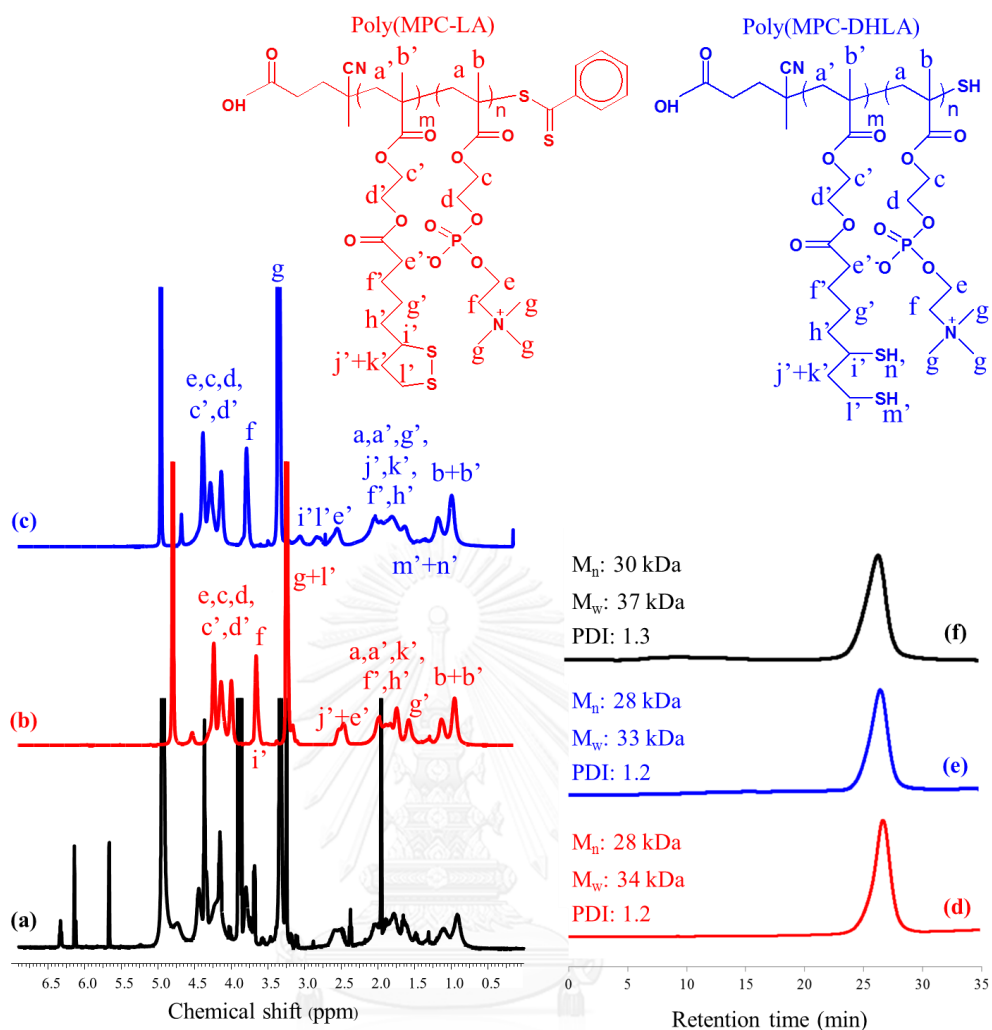 Poly(MPC-LA)
O
OH
CN
a'
b'
m
a
b
n
S
S
O
O
O
O
c'
d'
O
O
c
d
O
O
P
-O
O
e'
f'
g'
h'
i'
j'+k'
l'
S
S
e
f
N+
g
g
g
Poly(MPC-DHLA)
O
OH
CN
a'
b'
m
a
b
n
SH
O
O
O
O
c'
d'
O
O
c
d
O
O
P
O-
O
e'
f'
g'
h'
i'
j'+k'
l'
SH
n'
SH
m'
e
f
N+
g
g
g
g
e,c,d,
c',d'
f
i'l'e'
a,a',g',
j',k',
f',h'
b+b'
m'+n'
(c)
g+l'
e,c,d,
c',d'
f
i'
j'+e'
a,a',k',
f',h'
g'
b+b'
(b)
(a)
6.5 6.0 5.5 5.0 4.5 4.0 3.5 3.0 2.5 2.0 1.5 1.0 0.5
Chemical shift (ppm)
Mn: 30 kDa
Mw: 37 kDa
PDI: 1.3
(f)
Mn: 28 kDa
Mw: 33 kDa
PDI: 1.2
(e)
Mn: 28 kDa
Mw: 34 kDa
PDI: 1.2
(d)
0 5 10 15 20 25 30 35
Retention time (min)